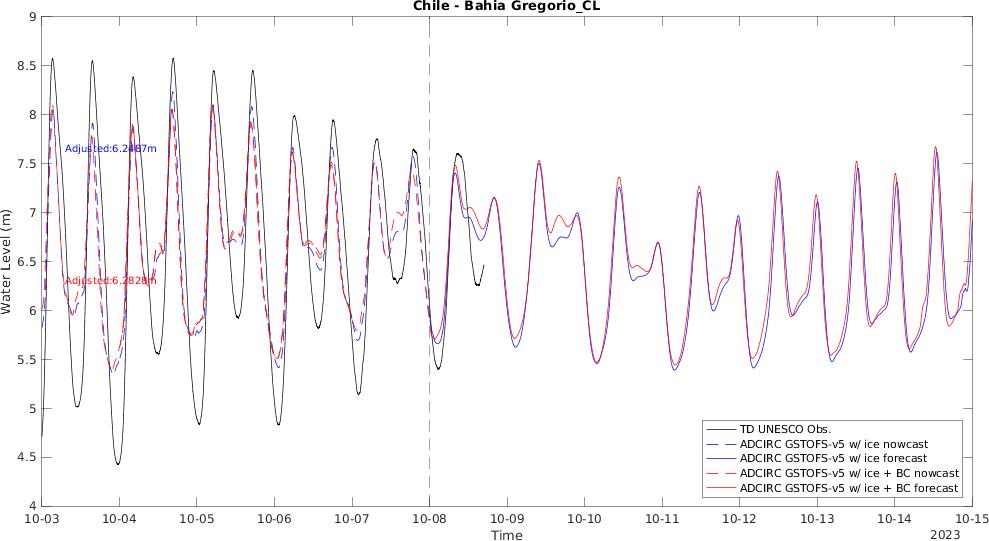 Chile - Bahia Gregorio_CL
9
8.5
8
7.5
7
6.5
6
5.5
5
4.5
4
Water Level (m)
Adjusted:6.2487m
Adjusted:6.2828m
TD UNESCO Obs.
ADCIRC GSTOFS-v5 w/ ice nowcast
ADCIRC GSTOFS-v5 w/ ice forecast
ADCIRC GSTOFS-v5 w/ ice + BC nowcast
ADCIRC GSTOFS-v5 w/ ice + BC forecast
10-03 10-04 10-05 10-06 10-07 10-08 10-09 10-10 10-11 10-12 10-13 10-14 10-15
Time
2023